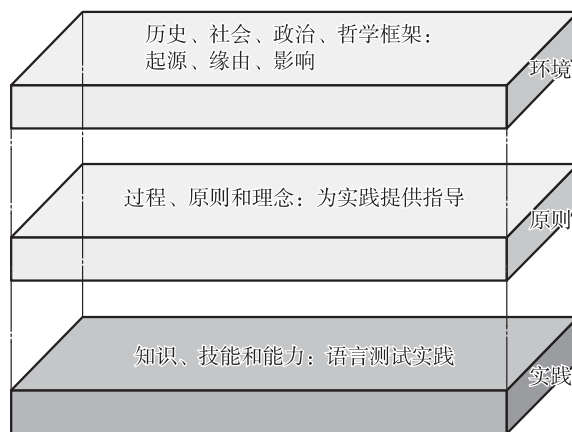 历史、社会、政治、哲学框架：
起源、缘由、影响
环境
过程、原则和理念：为实践提供指导
原则
知识、技能和能力：语言测试实践
实践